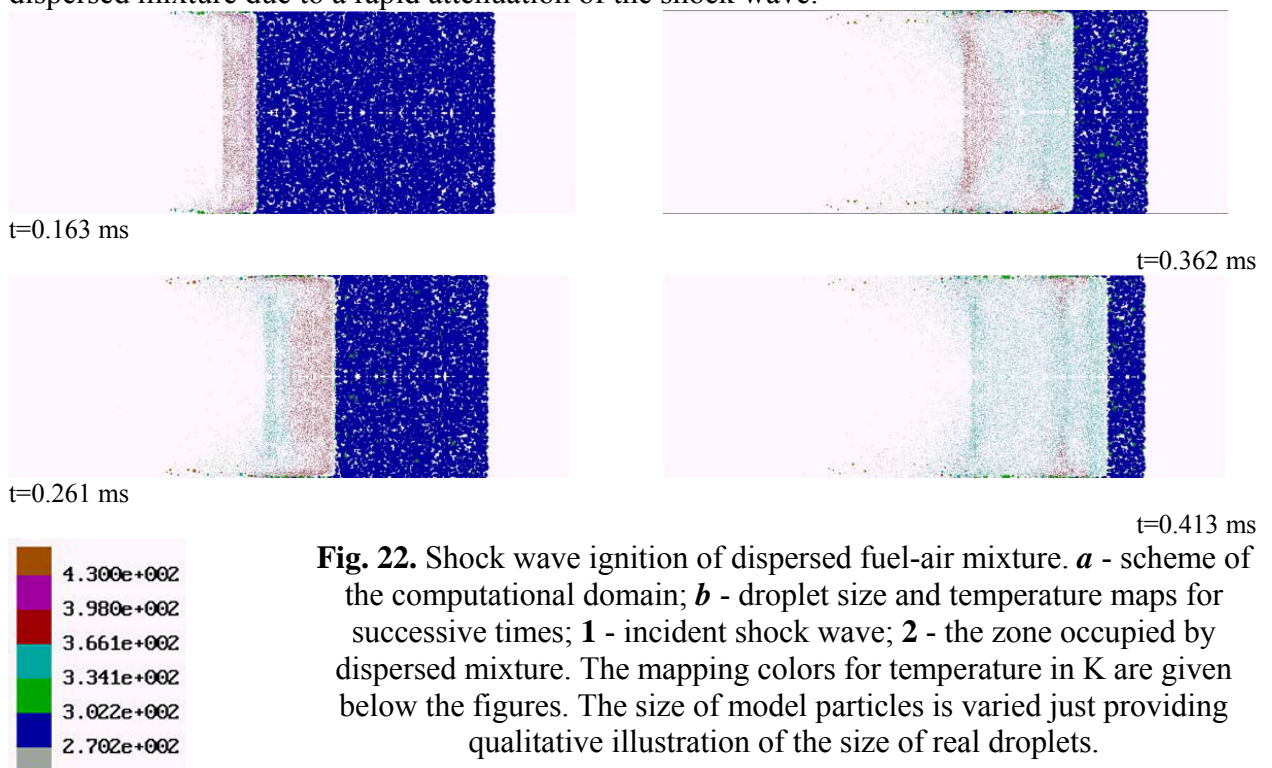 dispersed mixture due to a rapid attenuation of the shock wave.
t=0.163 ms
t=0.362 ms
t=0.261 ms
t=0.413 ms
4.300e+002
3.980e+002
3.661e+002
3.341e+002
3.022e+002
2.702e+002
Fig. 22. Shock wave ignition of dispersed fuel-air mixture. a - scheme of
the computational domain; b - droplet size and temperature maps for
successive times; 1 - incident shock wave; 2 - the zone occupied by
dispersed mixture. The mapping colors for temperature in K are given
below the figures. The size of model particles is varied just providing
qualitative illustration of the size of real droplets.